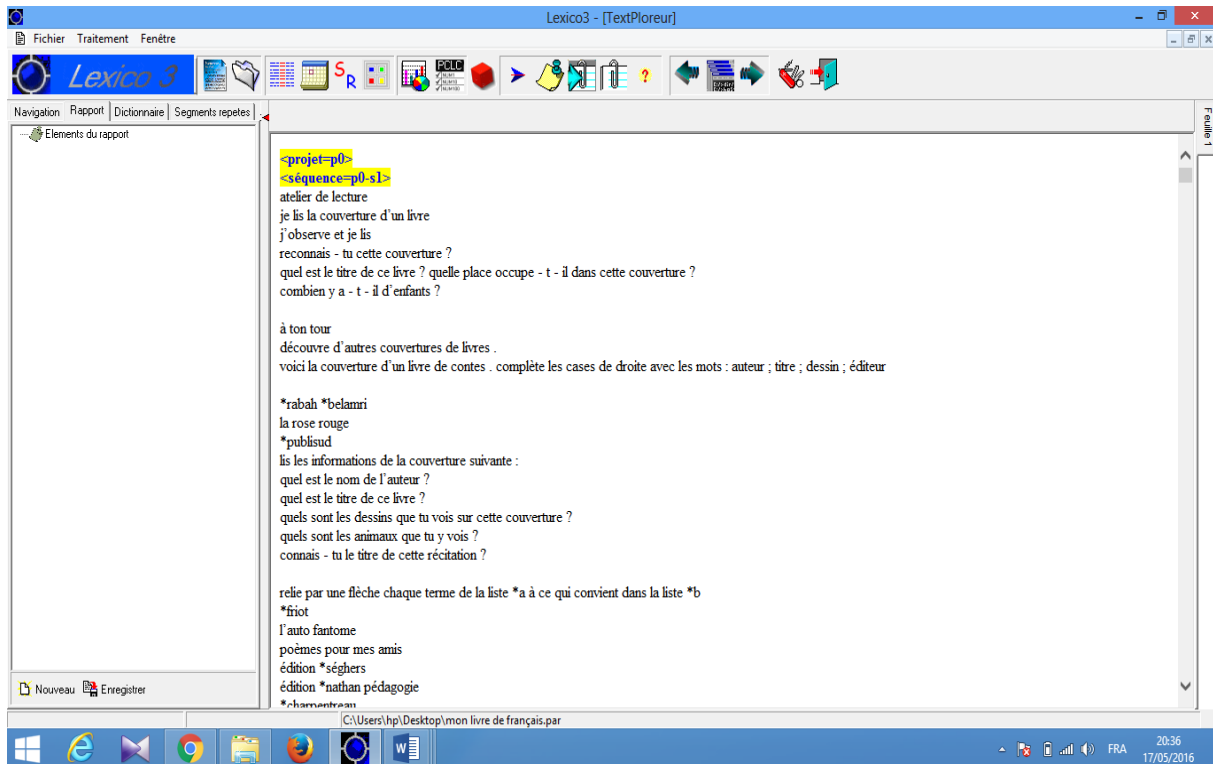 Lexico3 - [TextPloreur]
Fichier Traitement Fenêtre
Lexico 3
S R
PCLC
Navigation Rapport Dictionnaire Segments repetes
Elements du rapport
Feuille 1
<projet=p0>
<séquence=p0-s1>
atelier de lecture
je lis la couverture d'un livre
j'observe et je lis
reconnais - tu cette couverture ?
quel est le titre de ce livre ? quelle place occupe - t - il dans cette couverture ?
combien y a - t - il d'enfants ?
à ton tour
découvre d'autres couvertures de livres .
voici la couverture d'un livre de contes . complète les cases de droite avec les mots : auteur ; titre ; dessin ; éditeur
*rabah *belamri
la rose rouge
*publisud
lis les informations de la couverture suivante :
quel est le nom de l'auteur ?
quel est le titre de ce livre ?
quels sont les dessins que tu vois sur cette couverture ?
quels sont les animaux que tu y vois ?
connais - tu le titre de cette récitation ?
relie par une flèche chaque terme de la liste *a à ce qui convient dans la liste *b
*friot
l'auto fantome
poèmes pour mes amis
édition *séghers
édition *nathan pédagogie
*charpentreau
Nouveau Enregistrer
C:\Users\hp\Desktop\mon livre de français.par
FRA
20:36
17/05/2016